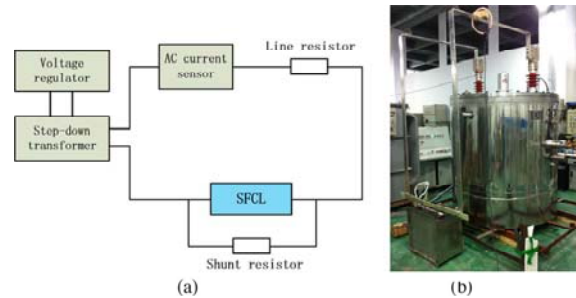 Line resistor
Voltage
regulator
AC current
sensor
Step-down
transformer
SFCL
Shunt resistor
(a)
(b)